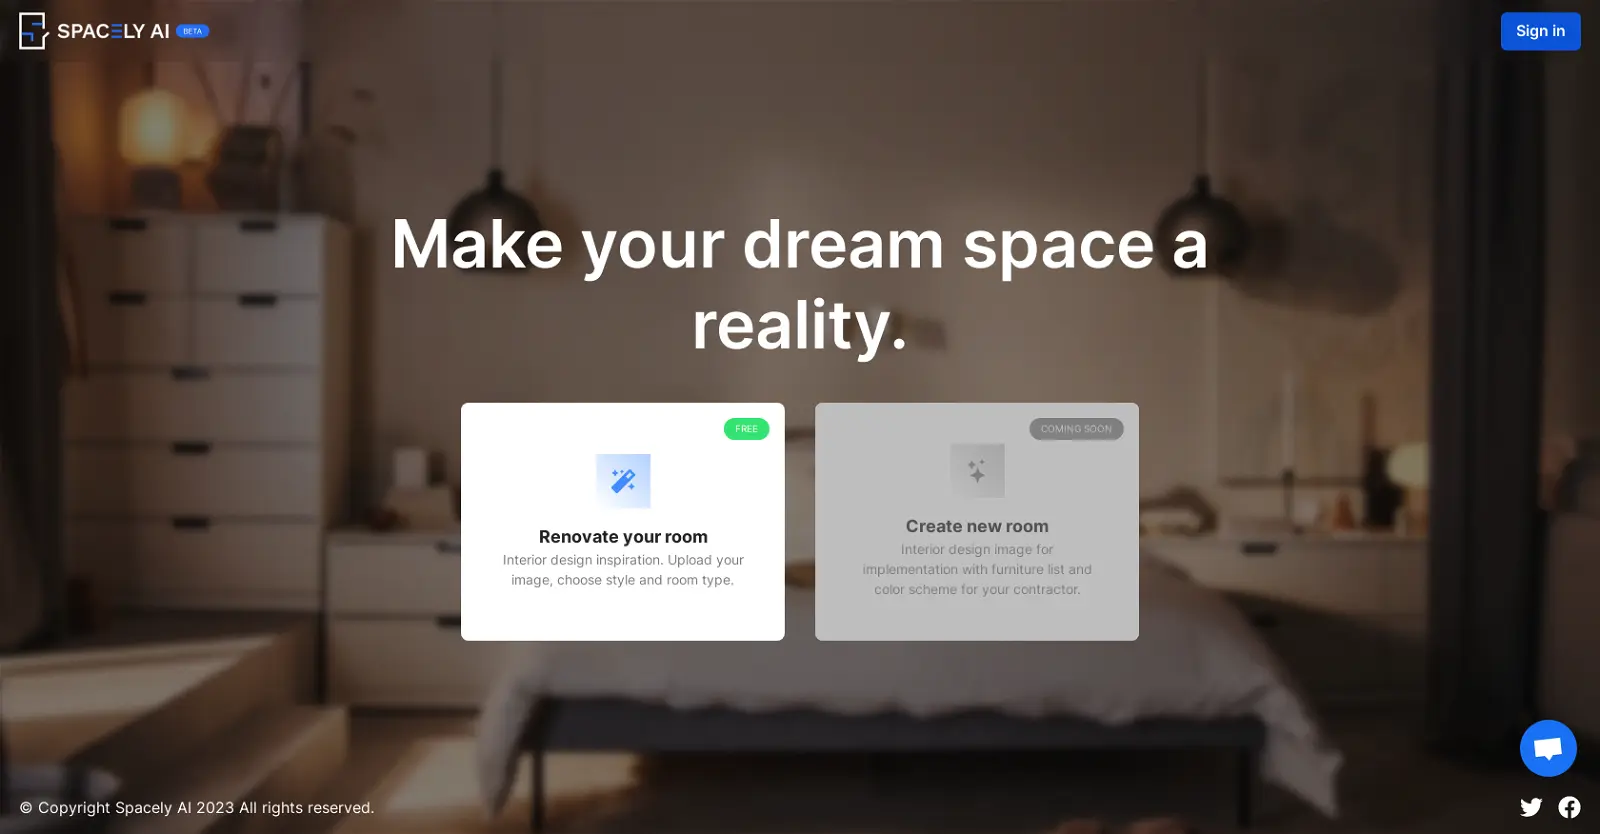 SPACELY AI BETA
Sign in
Make your dream space a
reality.
FREE
Renovate your room
Interior design inspiration. Upload your
image, choose style and room type.
COMING SOON
Create new room
Interior design image for
implementation with furniture list and
color scheme for your contractor.
© Copyright Spacely AI 2023 All rights reserved.